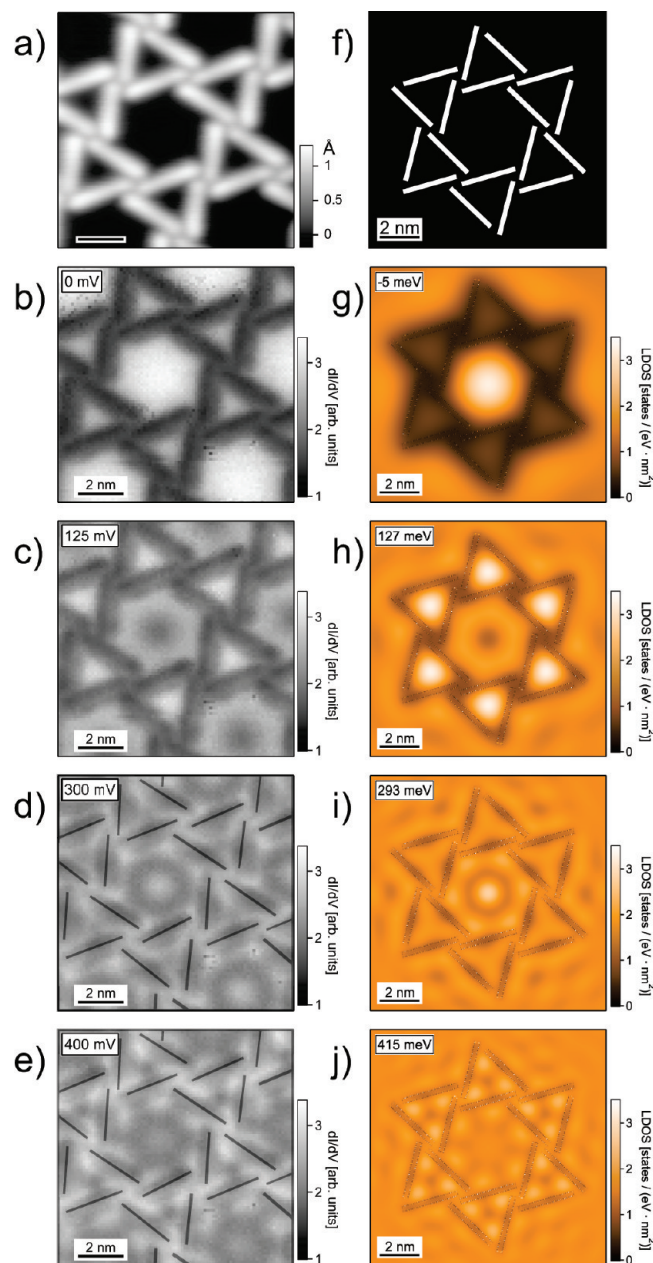 a)
Å
1
0.5
0
f)
2 nm
b)
0 mV
3
2
1
dI/dV [arb. units]
2 nm
g)
-5 meV
3
2
1
0
LDOS [states / (eV · nm²)]
2 nm
c)
125 mV
3
2
1
dI/dV [arb. units]
2 nm
h)
127 meV
3
2
1
0
LDOS [states / (eV · nm²)]
2 nm
d)
300 mV
3
2
1
dI/dV [arb. units]
2 nm
i)
293 meV
3
2
1
0
LDOS [states / (eV · nm²)]
2 nm
e)
400 mV
3
2
1
dI/dV [arb. units]
2 nm
j)
415 meV
3
2
1
0
LDOS [states / (eV · nm²)]
2 nm